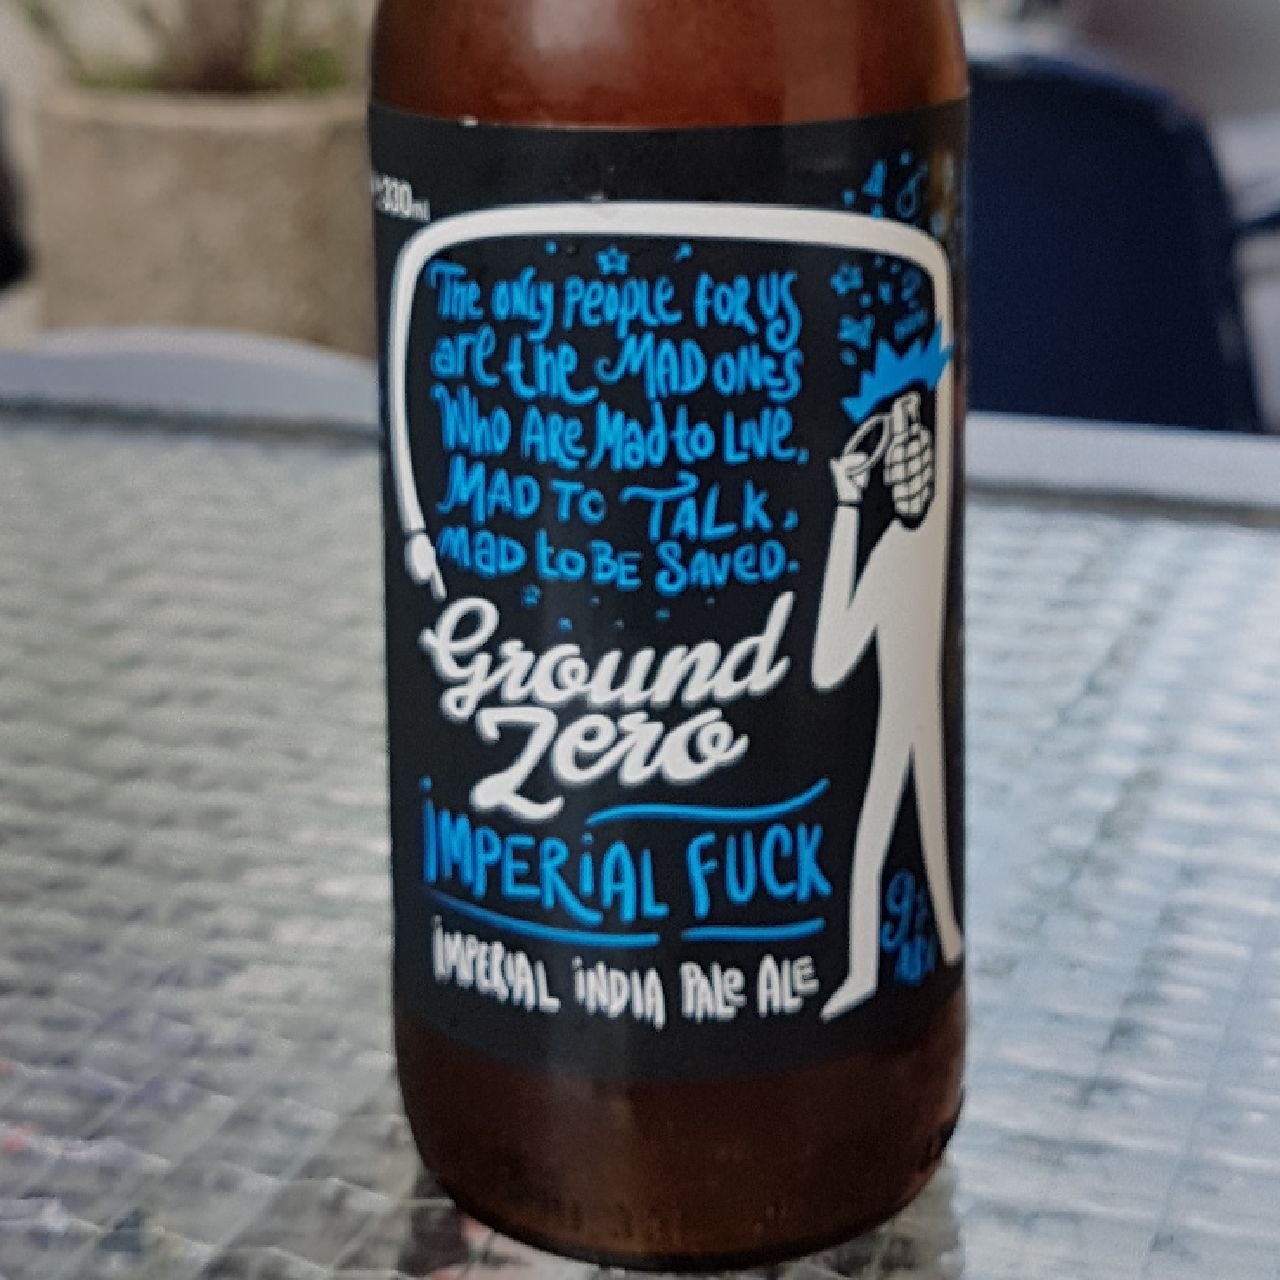 330ml
The only people for us
are the MAD ones
Who ARE Mad to Live,
MAD TO TALK,
mad to BE SAVED.
Ground
Zero
IMPERiAL FUCK
iMPERiAL iNDIA PALe ALE